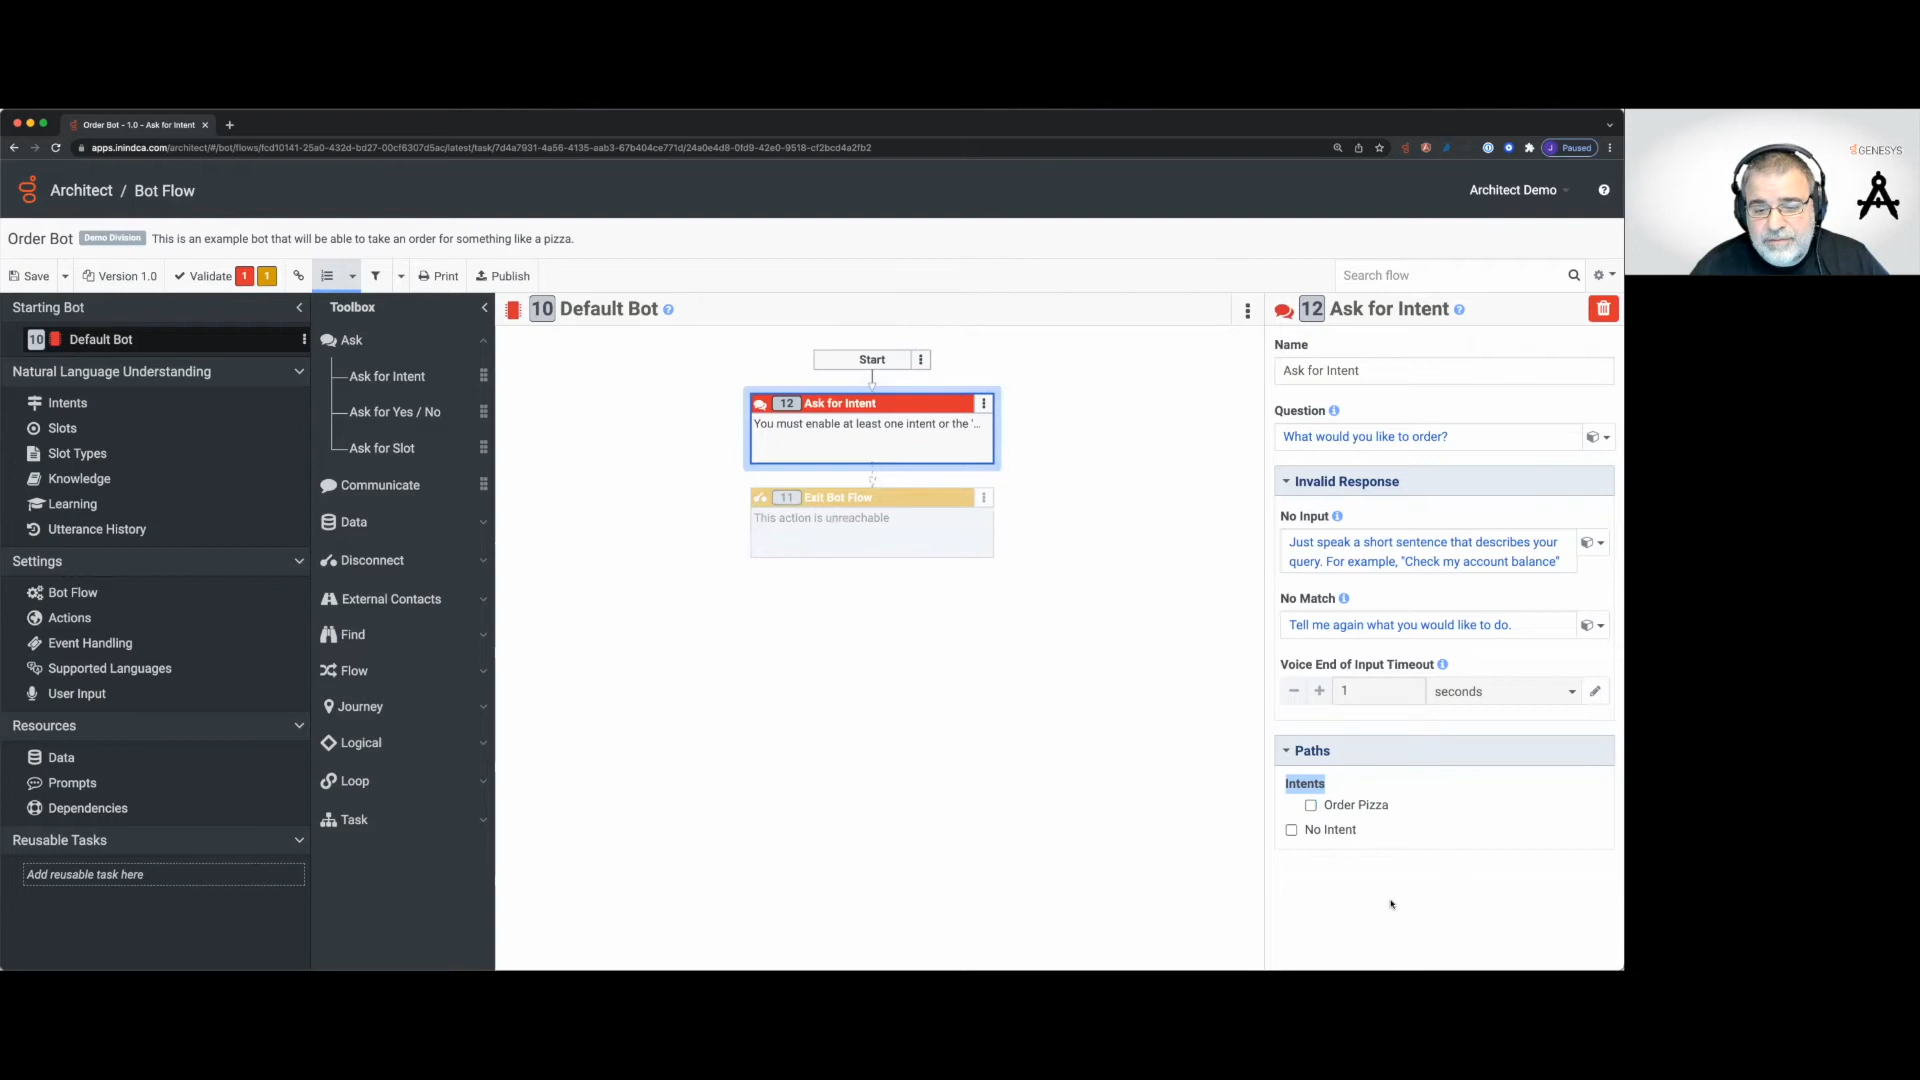 Order Bot - 1.0 - Ask for Intent
apps.inindca.com/architect/#/bot/flows/fcd10141-25a0-432d-bd27-00cf6307d5ac/latest/task/7d4a7931-4a56-4135-aab3-67b404ce771d/24a0e4d8-0fd9-42e0-9518-cf2bcd4a2fb2
J Paused
GENESYS
Architect / Bot Flow
Architect Demo
Order Bot Demo Division This is an example bot that will be able to take an order for something like a pizza.
Save Version 1.0 Validate 1 1 Print Publish
Search flow
Starting Bot
10 Default Bot
Natural Language Understanding
Intents
Slots
Slot Types
Knowledge
Learning
Utterance History
Settings
Bot Flow
Actions
Event Handling
Supported Languages
User Input
Resources
Data
Prompts
Dependencies
Reusable Tasks
Add reusable task here
Toolbox
Ask
Ask for Intent
Ask for Yes / No
Ask for Slot
Communicate
Data
Disconnect
External Contacts
Find
Flow
Journey
Logical
Loop
Task
10 Default Bot
Start
12 Ask for Intent
You must enable at least one intent or the '...
11 Exit Bot Flow
This action is unreachable
12 Ask for Intent
Name
Ask for Intent
Question
What would you like to order?
Invalid Response
No Input
Just speak a short sentence that describes your
query. For example, "Check my account balance"
No Match
Tell me again what you would like to do.
Voice End of Input Timeout
1 seconds
Paths
Intents
Order Pizza
No Intent